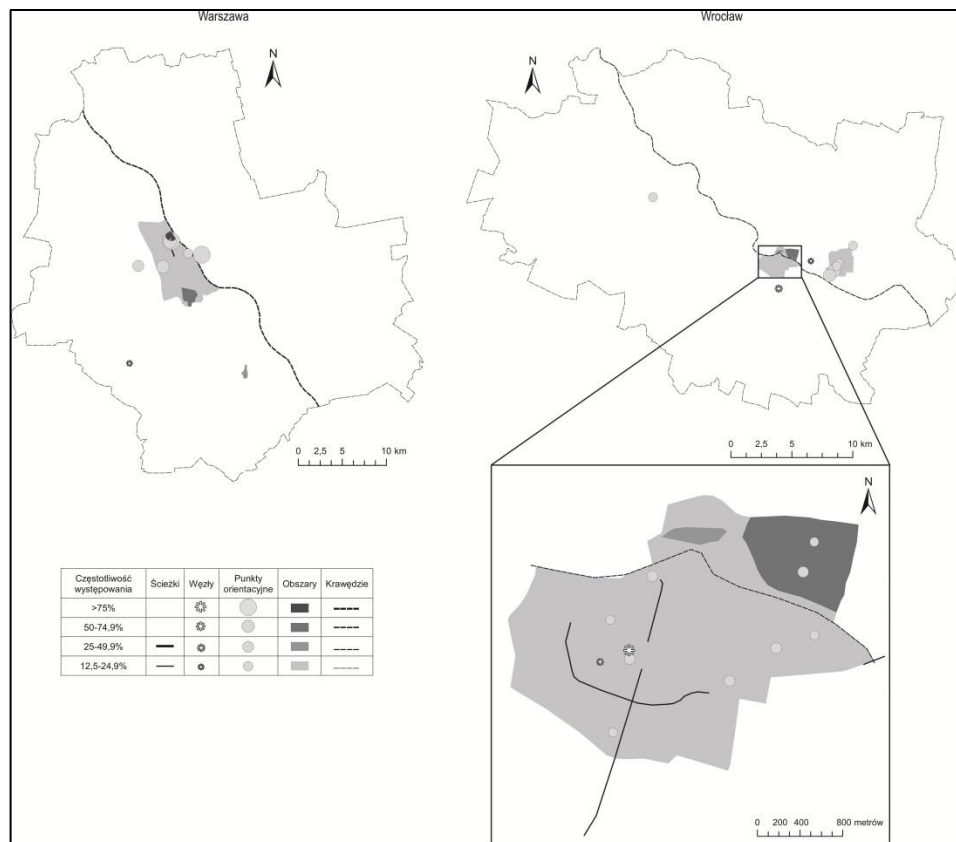 Warszawa
Wrocław
N
N
0 2,5 5 10 km
0 2,5 5 10 km
N
Częstotliwość występowania Ścieżki Węzły Punkty orientacyjne Obszary Krawędzie
>75%
50-74,9%
25-49,9%
12,5-24,9%
0 200 400 800 metrów